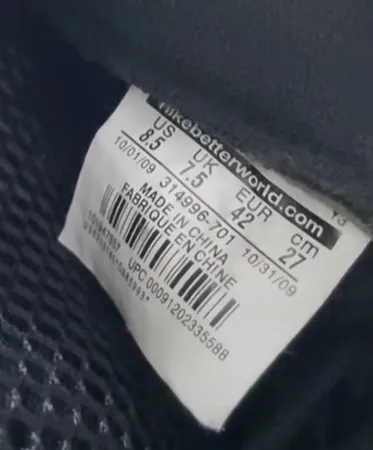 nikebetterworld.com
US UK EUR cm
8.5 7.5 42 27
10/01/09 314996-701 10/31/09
MADE IN CHINA
FABRIQUE EN CHINE
UPC 00091202335588